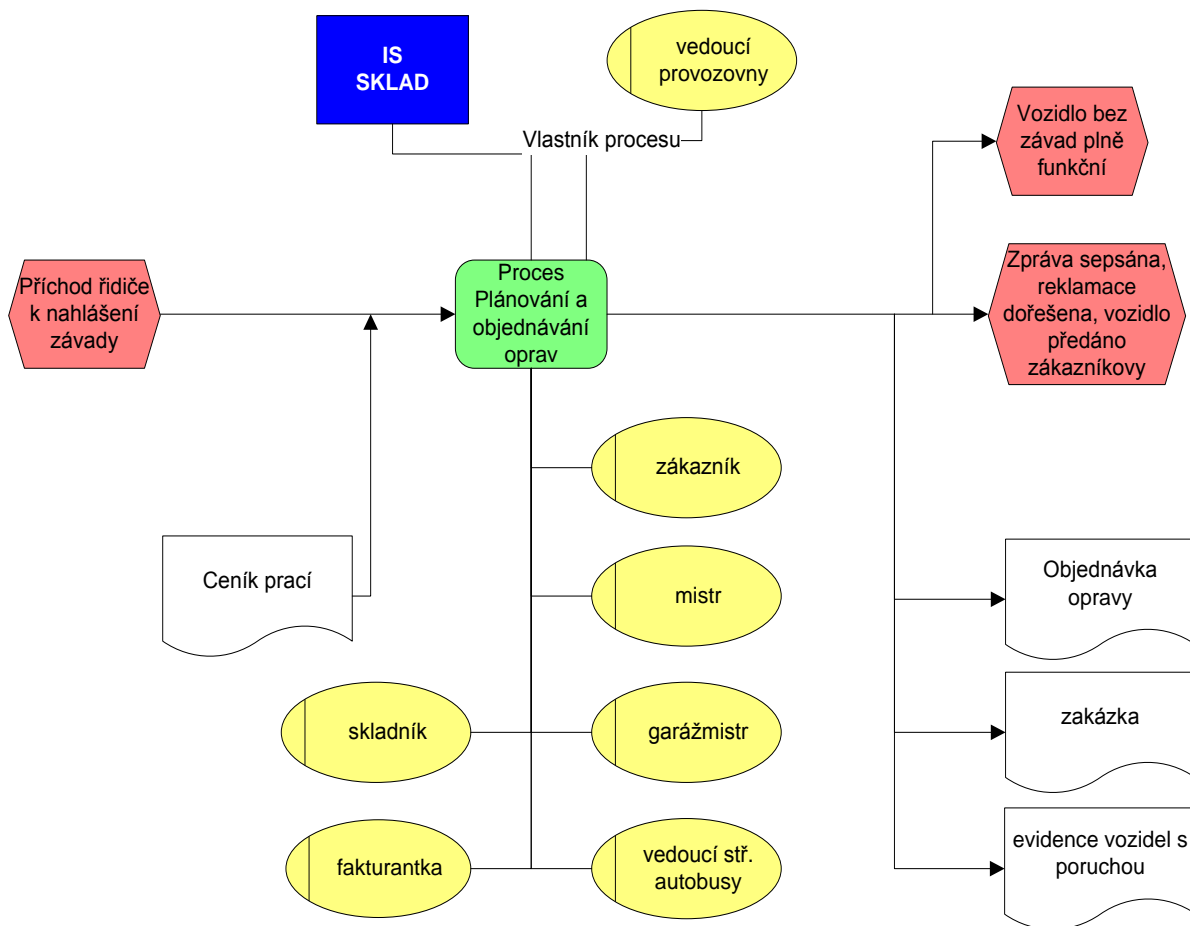 IS
SKLAD
vedoucí
provozovny
Vlastník procesu
Vozidlo bez
závad plně
funkční
Příchod řidiče
k nahlášení
závady
Proces
Plánování a
objednávání
oprav
Zpráva sepsána,
reklamace
dořešena, vozidlo
předáno
zákazníkovy
zákazník
Ceník prací
mistr
Objednávka
opravy
skladník
garážmistr
zakázka
fakturantka
vedoucí stř.
autobusy
evidence vozidel s
poruchou